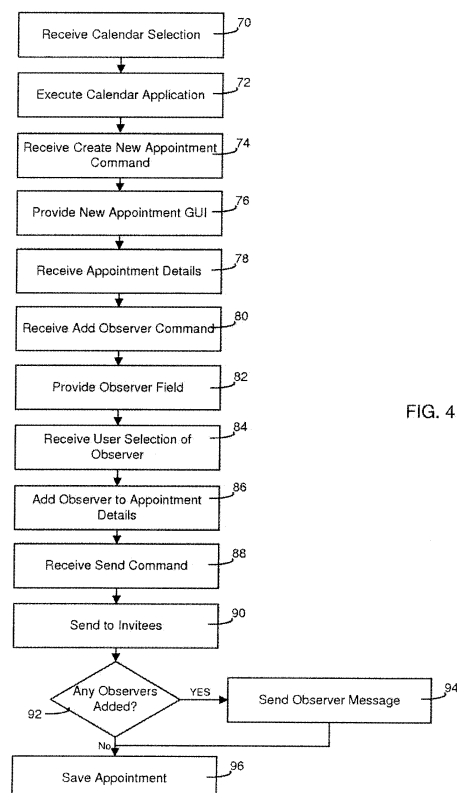 Receive Calendar Selection
70
Execute Calendar Application
72
Receive Create New Appointment
Command
74
Provide New Appointment GUI
76
Receive Appointment Details
78
Receive Add Observer Command
80
Provide Observer Field
82
FIG. 4
Receive User Selection of
Observer
84
Add Observer to Appointment
Details
86
Receive Send Command
88
Send to Invitees
90
Any Observers
Added?
92
YES
Send Observer Message
94
No
Save Appointment
96